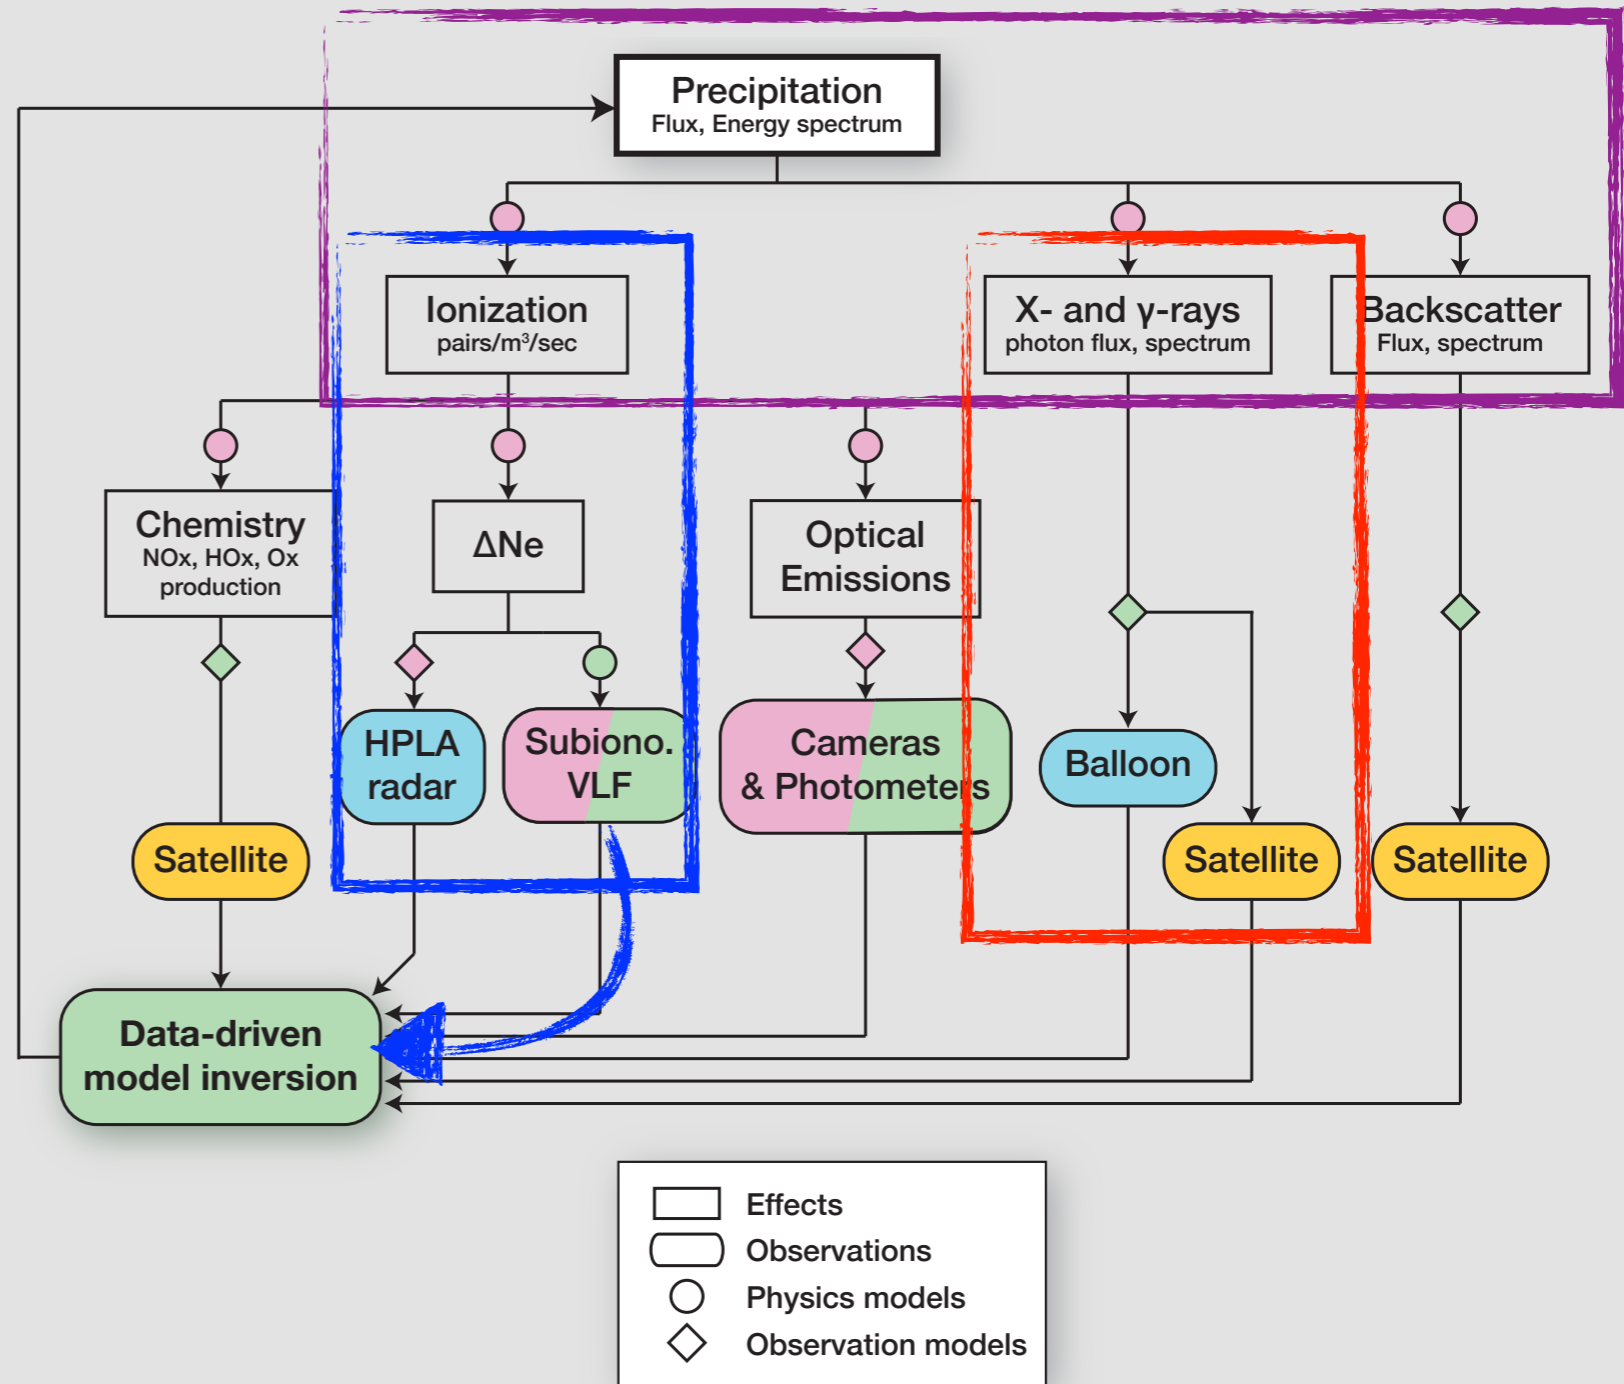 Precipitation
Flux, Energy spectrum
Ionization
pairs/m³/sec
X- and γ-rays
photon flux, spectrum
Backscatter
Flux, spectrum
Chemistry
NOx, HOx, Ox
production
ΔNe
Optical
Emissions
HPLA
radar
Subiono.
VLF
Cameras
& Photometers
Balloon
Satellite
Satellite
Satellite
Data-driven
model inversion
Effects
Observations
Physics models
Observation models